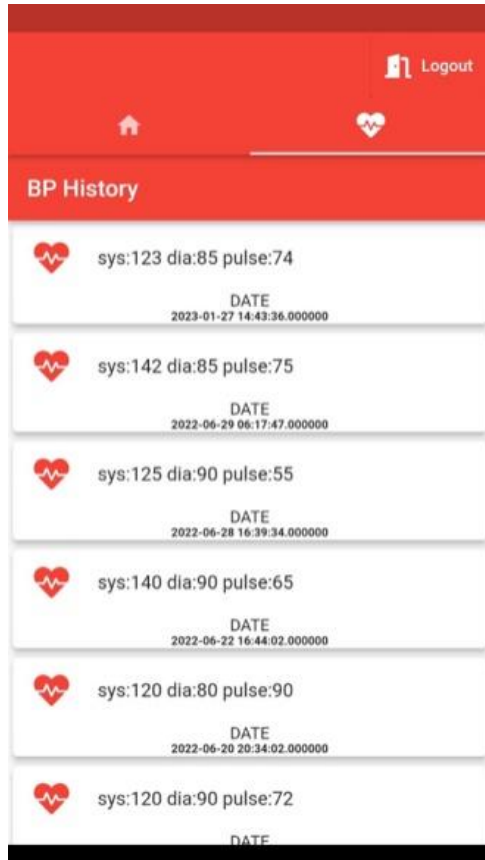 Logout
BP History
sys:123 dia:85 pulse:74
DATE
2023-01-27 14:43:36.000000
sys:142 dia:85 pulse:75
DATE
2022-06-29 06:17:47.000000
sys:125 dia:90 pulse:55
DATE
2022-06-28 16:39:34.000000
sys:140 dia:90 pulse:65
DATE
2022-06-22 16:44:02.000000
sys:120 dia:80 pulse:90
DATE
2022-06-20 20:34:02.000000
sys:120 dia:90 pulse:72
DATE